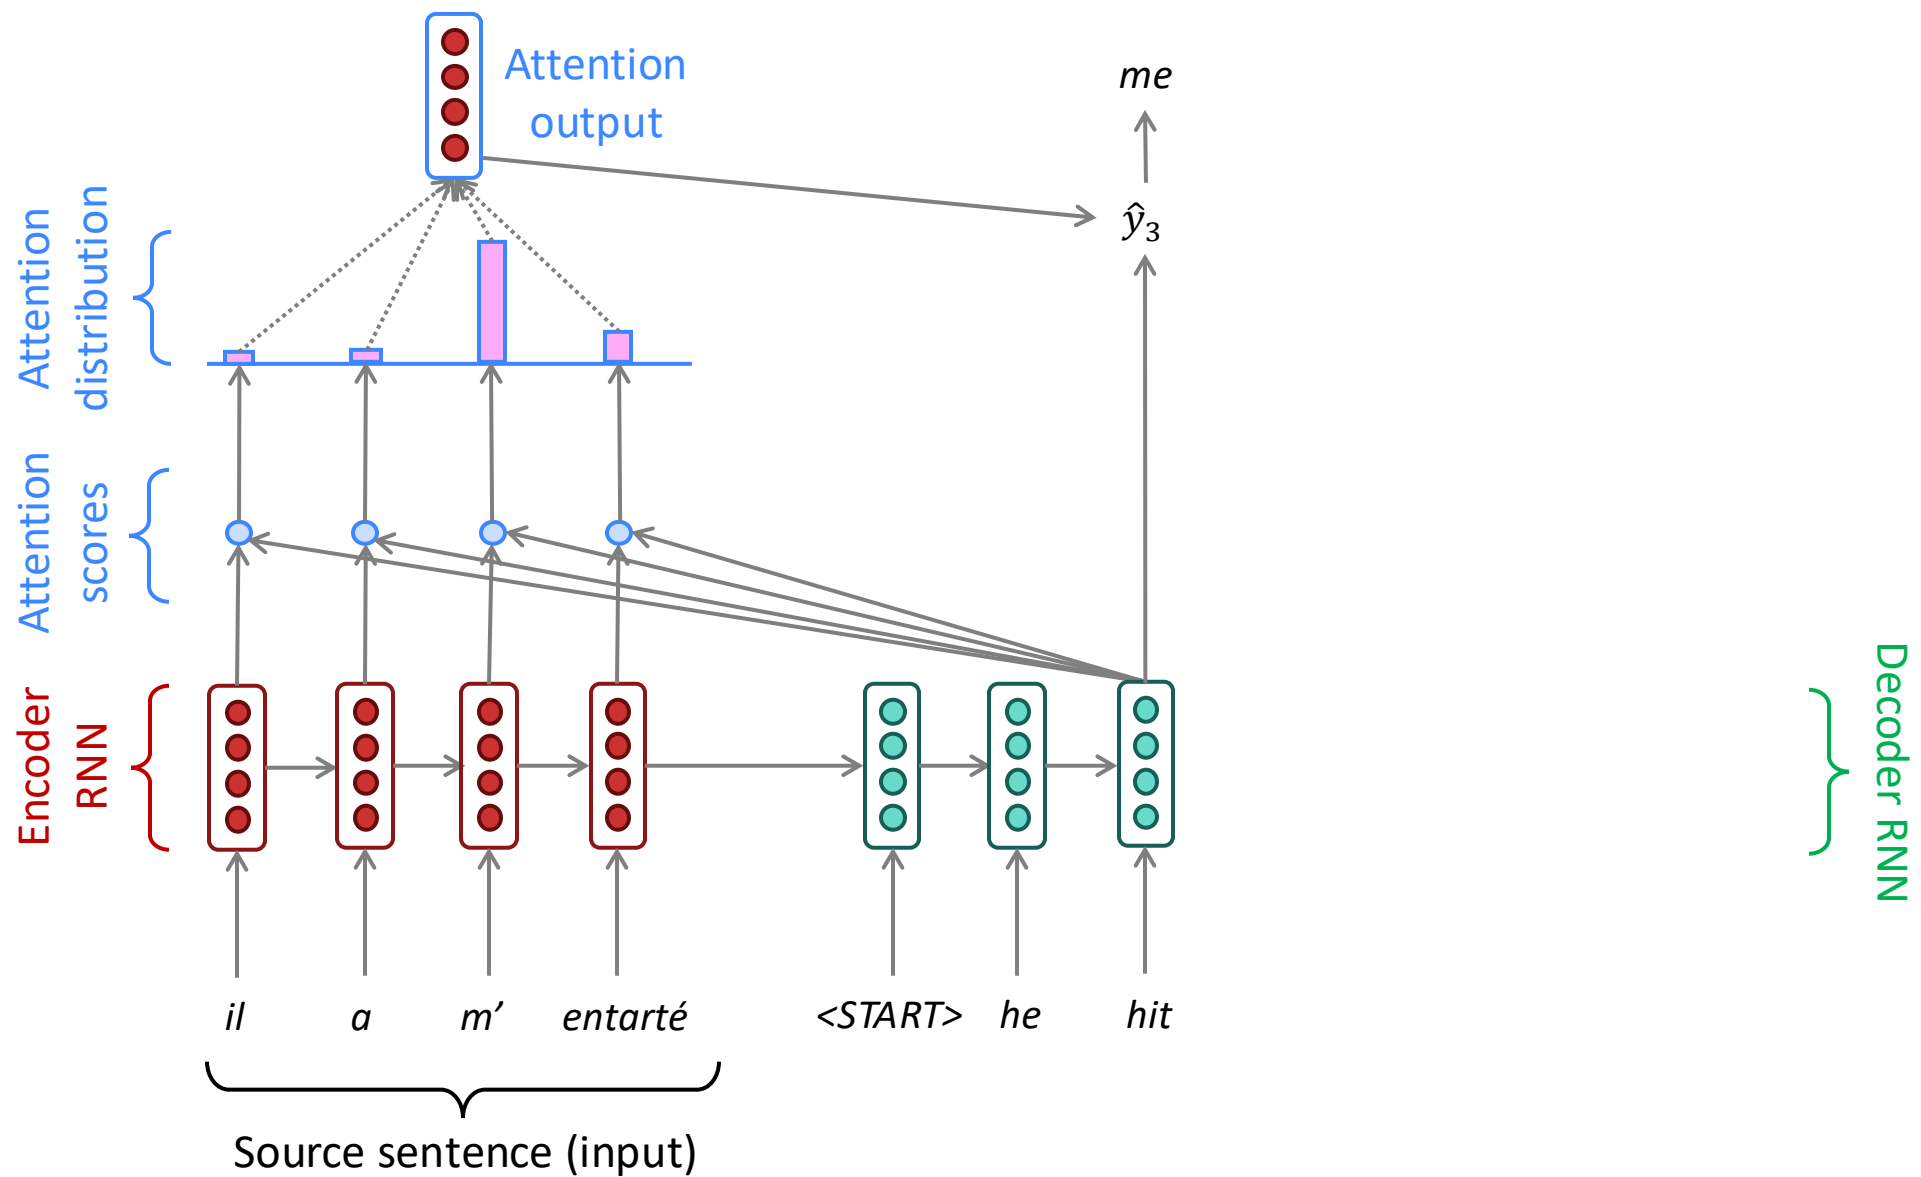 Attention
output
me
Attention
distribution
ŷ₃
Attention
scores
Encoder
RNN
Decoder RNN
il a m’ entarté <START> he hit
Source sentence (input)